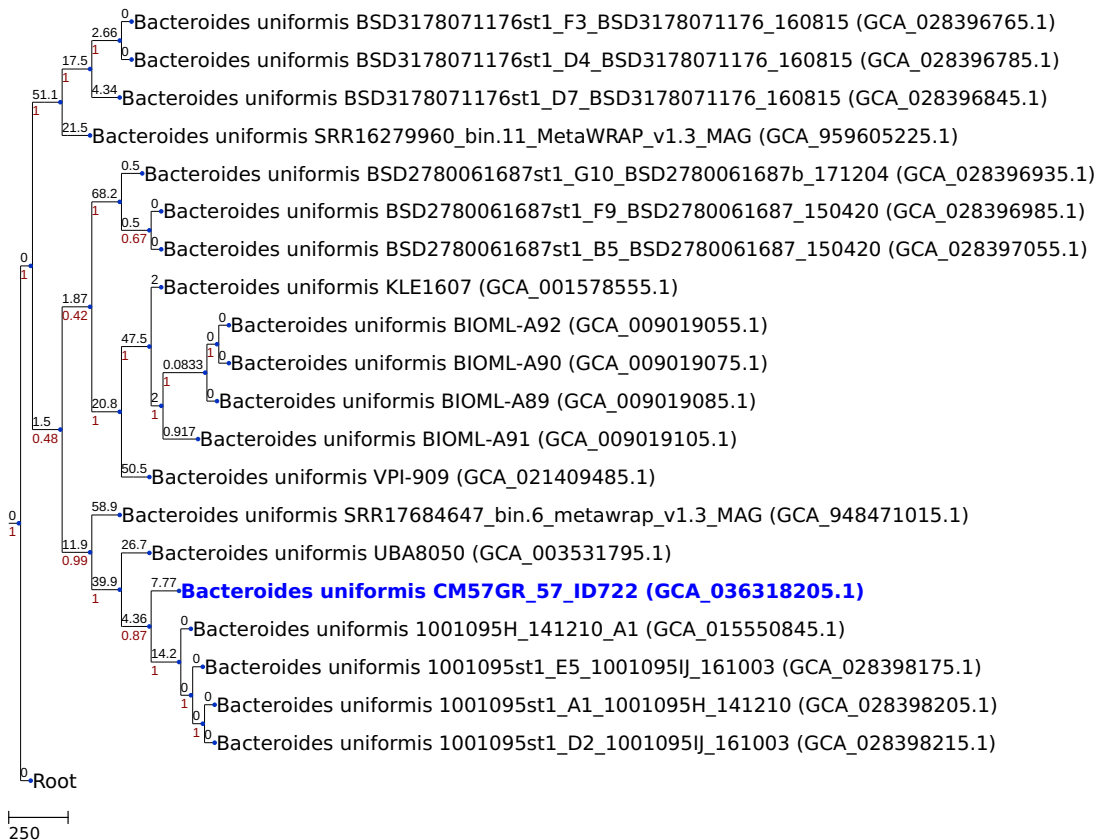 0
Bacteroides uniformis BSD3178071176st1_F3_BSD3178071176_160815 (GCA_028396765.1)
2.66
1
0
Bacteroides uniformis BSD3178071176st1_D4_BSD3178071176_160815 (GCA_028396785.1)
17.5
1
4.34
Bacteroides uniformis BSD3178071176st1_D7_BSD3178071176_160815 (GCA_028396845.1)
51.1
1
21.5
Bacteroides uniformis SRR16279960_bin.11_MetaWRAP_v1.3_MAG (GCA_959605225.1)
0.5
Bacteroides uniformis BSD2780061687st1_G10_BSD2780061687b_171204 (GCA_028396935.1)
68.2
1
0
Bacteroides uniformis BSD2780061687st1_F9_BSD2780061687_150420 (GCA_028396985.1)
0.5
0.67
0
Bacteroides uniformis BSD2780061687st1_B5_BSD2780061687_150420 (GCA_028397055.1)
0
1
2
Bacteroides uniformis KLE1607 (GCA_001578555.1)
1.87
0.42
0
Bacteroides uniformis BIOML-A92 (GCA_009019055.1)
47.5
1
0
1
0
Bacteroides uniformis BIOML-A90 (GCA_009019075.1)
0.0833
1
0
Bacteroides uniformis BIOML-A89 (GCA_009019085.1)
20.8
1
2
1
0.917
Bacteroides uniformis BIOML-A91 (GCA_009019105.1)
1.5
0.48
50.5
Bacteroides uniformis VPI-909 (GCA_021409485.1)
58.9
Bacteroides uniformis SRR17684647_bin.6_metawrap_v1.3_MAG (GCA_948471015.1)
0
1
11.9
0.99
26.7
Bacteroides uniformis UBA8050 (GCA_003531795.1)
39.9
1
7.77
Bacteroides uniformis CM57GR_57_ID722 (GCA_036318205.1)
4.36
0.87
0
Bacteroides uniformis 1001095H_141210_A1 (GCA_015550845.1)
14.2
1
0
Bacteroides uniformis 1001095st1_E5_1001095IJ_161003 (GCA_028398175.1)
0
1
0
Bacteroides uniformis 1001095st1_A1_1001095H_141210 (GCA_028398205.1)
0
1
0
Bacteroides uniformis 1001095st1_D2_1001095IJ_161003 (GCA_028398215.1)
0
Root
250